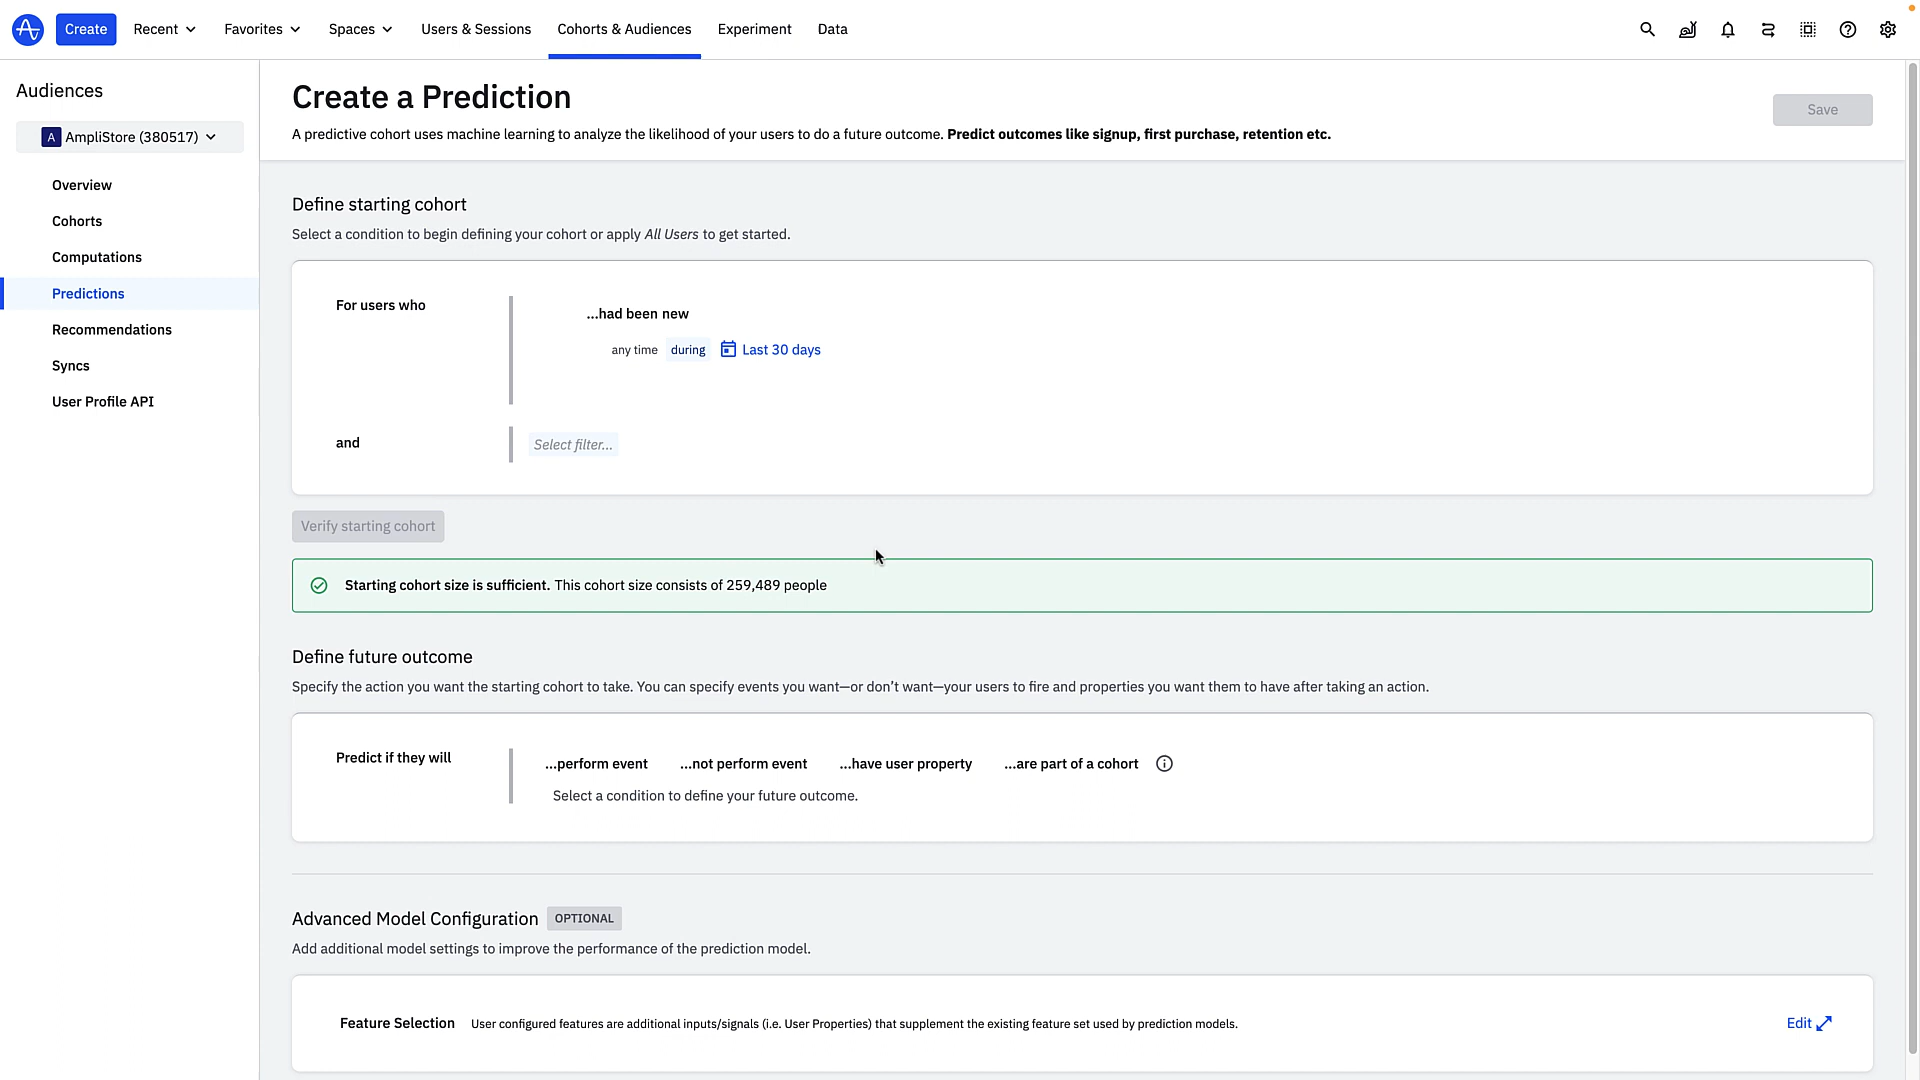 Create
Recent
Favorites
Spaces
Users & Sessions
Cohorts & Audiences
Experiment
Data
Audiences
A AmpliStore (380517)
Overview
Cohorts
Computations
Predictions
Recommendations
Syncs
User Profile API
Create a Prediction
A predictive cohort uses machine learning to analyze the likelihood of your users to do a future outcome. Predict outcomes like signup, first purchase, retention etc.
Save
Define starting cohort
Select a condition to begin defining your cohort or apply All Users to get started.
For users who
...had been new
any time during Last 30 days
and
Select filter...
Verify starting cohort
Starting cohort size is sufficient. This cohort size consists of 259,489 people
Define future outcome
Specify the action you want the starting cohort to take. You can specify events you want—or don’t want—your users to fire and properties you want them to have after taking an action.
Predict if they will
...perform event ...not perform event ...have user property ...are part of a cohort
Select a condition to define your future outcome.
Advanced Model Configuration OPTIONAL
Add additional model settings to improve the performance of the prediction model.
Feature Selection User configured features are additional inputs/signals (i.e. User Properties) that supplement the existing feature set used by prediction models.
Edit